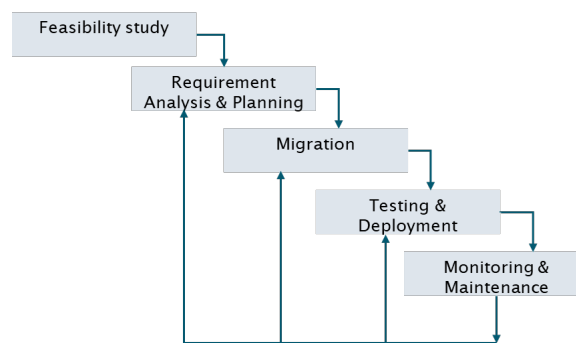 Feasibility study
Requirement
Analysis & Planning
Migration
Testing &
Deployment
Monitoring &
Maintenance